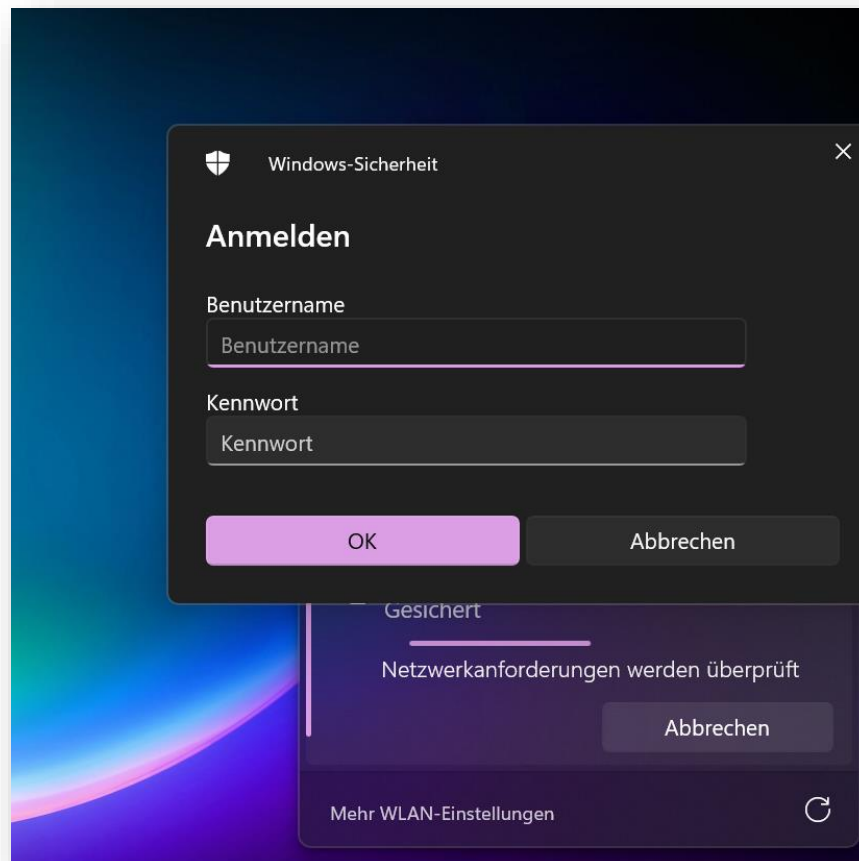 Windows-Sicherheit
Anmelden
Benutzername
Benutzername
Kennwort
Kennwort
OK
Abbrechen
Gesichert
Netzwerkanforderungen werden überprüft
Abbrechen
Mehr WLAN-Einstellungen